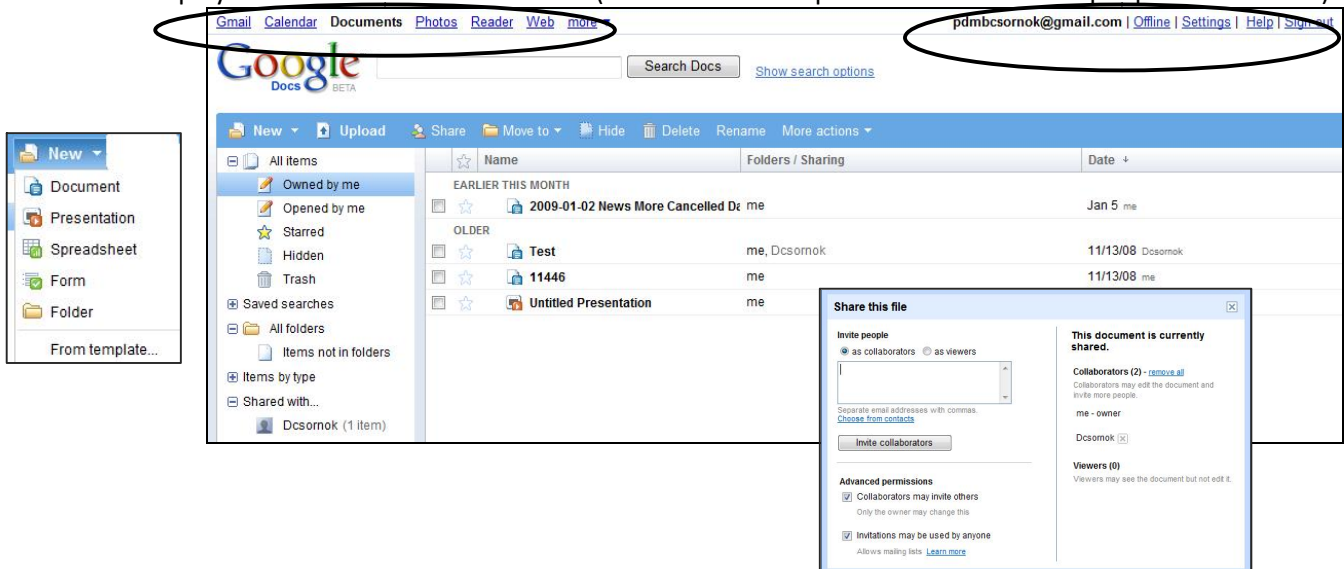 Gmail Calendar Documents Photos Reader Web more
pdmbcsornok@gmail.com | Offline | Settings | Help | Sign out
Google
Docs BETA
Search Docs Show search options
New Upload Share Move to Hide Delete Rename More actions
All items
Owned by me
Opened by me
Starred
Hidden
Trash
Saved searches
All folders
Items not in folders
Items by type
Shared with...
Dcsornok (1 item)
Name Folders / Sharing Date
EARLIER THIS MONTH
2009-01-02 News More Cancelled Da me Jan 5 me
OLDER
Test me, Dcsornok 11/13/08 Dcsornok
11446 me 11/13/08 me
Untitled Presentation me
New
Document
Presentation
Spreadsheet
Form
Folder
From template...
Share this file
Invite people
as collaborators as viewers
Separate email addresses with commas.
Choose from contacts
Invite collaborators
Advanced permissions
Collaborators may invite others
Only the owner may change this
Invitations may be used by anyone
Allows mailing lists Learn more
This document is currently
shared.
Collaborators (2) - remove all
Collaborators may edit the document and
invite more people.
me - owner
Dcsornok
Viewers (0)
Viewers may see the document but not edit it.